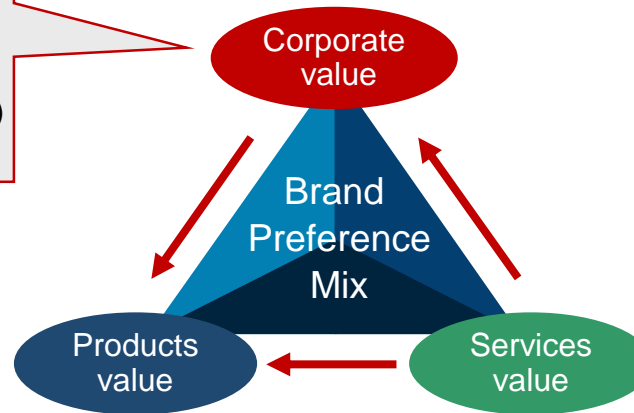 Corporate
value
Brand
Preference
Mix
Products
value
Services
value